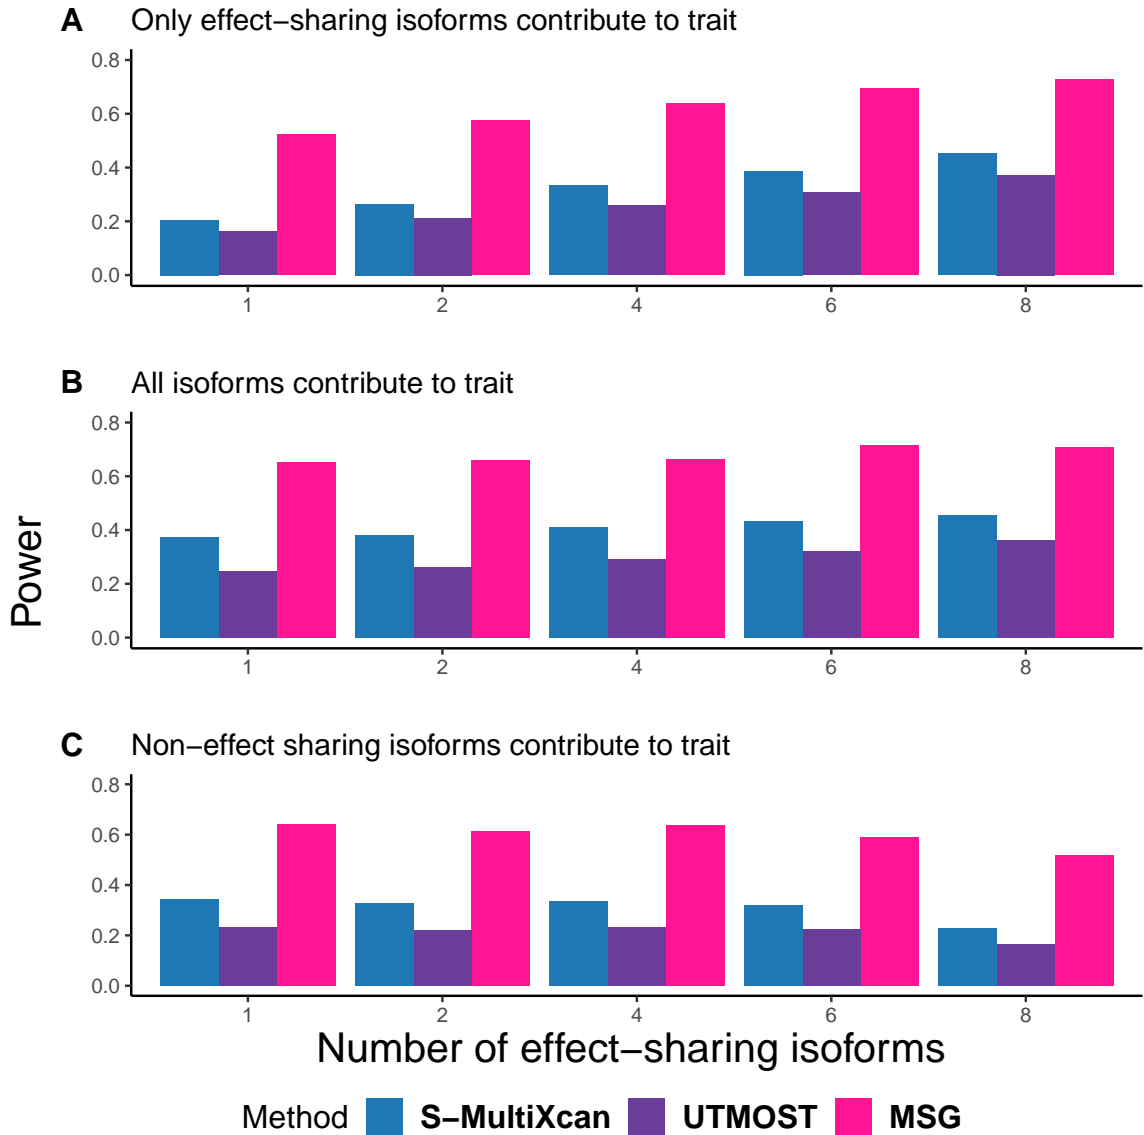 A Only effect−sharing isoforms contribute to trait
0.8
0.6
0.4
0.2
0.0
1 2 4 6 8
B All isoforms contribute to trait
0.8
0.6
0.4
0.2
0.0
1 2 4 6 8
Power
C Non−effect sharing isoforms contribute to trait
0.8
0.6
0.4
0.2
0.0
1 2 4 6 8
Number of effect−sharing isoforms
Method S−MultiXcan UTMOST MSG